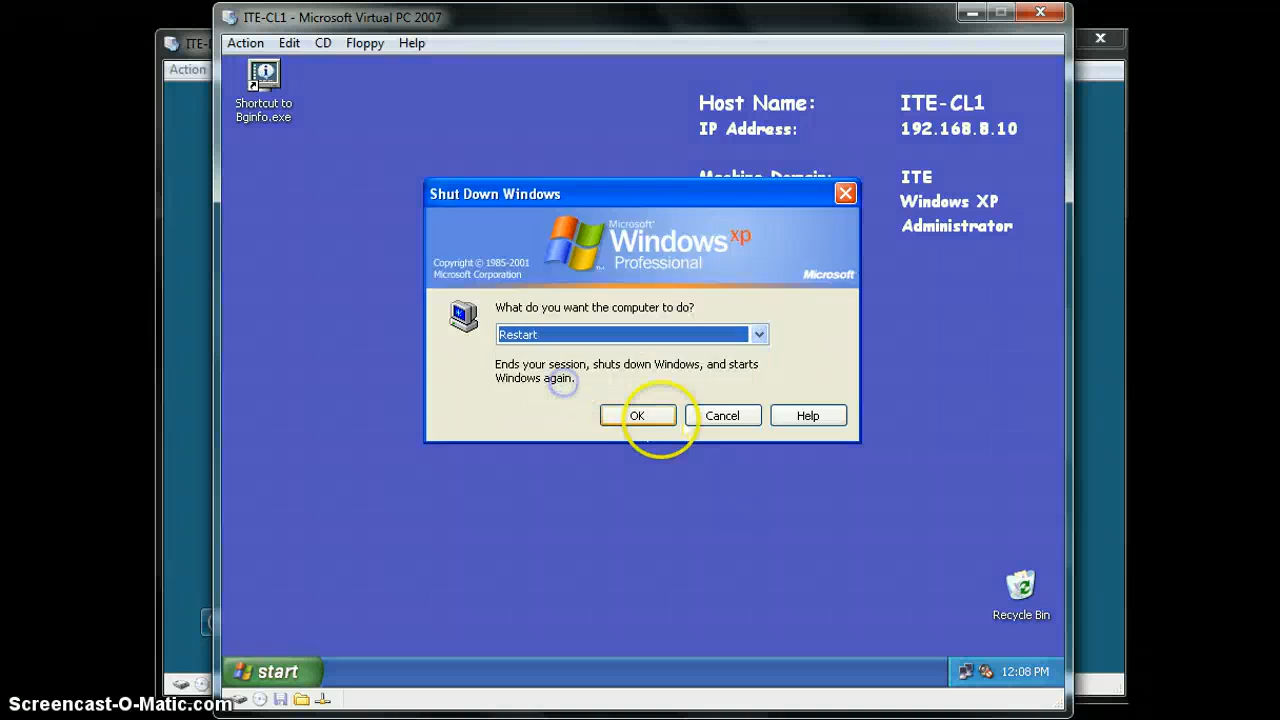 ITE-CL1 - Microsoft Virtual PC 2007
ITE-
Action Edit CD Floppy Help
Action
Shortcut to
Bginfo.exe
Host Name: ITE-CL1
IP Address: 192.168.8.10
Machine Domain: ITE
Windows XP
Administrator
Shut Down Windows
Microsoft
Windows xp
Professional
Copyright © 1985-2001
Microsoft Corporation
Microsoft
What do you want the computer to do?
Restart
Ends your session, shuts down Windows, and starts
Windows again.
OK Cancel Help
Recycle Bin
start
12:08 PM
Screencast-O-Matic.com